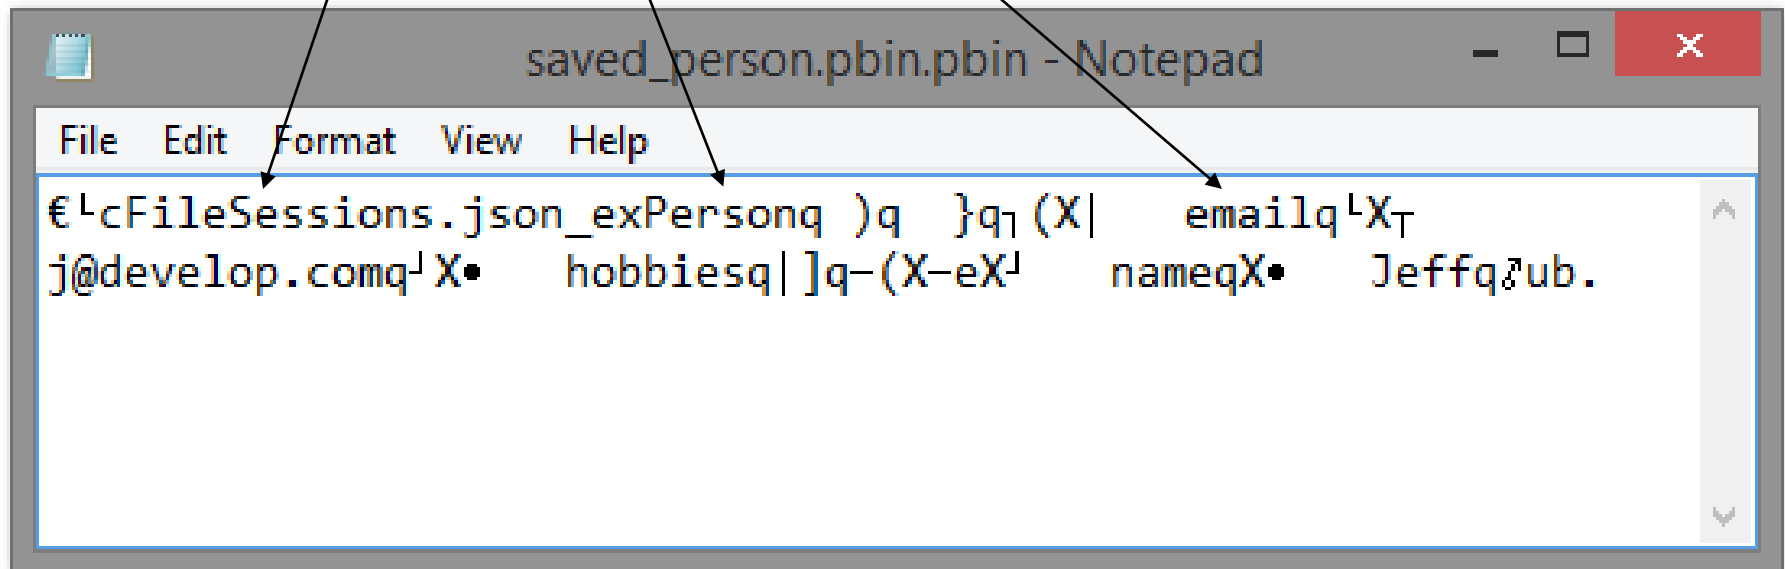 saved_person.pbin.pbin - Notepad
File Edit Format View Help
€└cFileSessions.json_exPersonq )q }q┐(X| emailq└X┬
j@develop.comq┘X• hobbiesq|]q─(X─eX┘ nameqX• Jeffq♂ub.